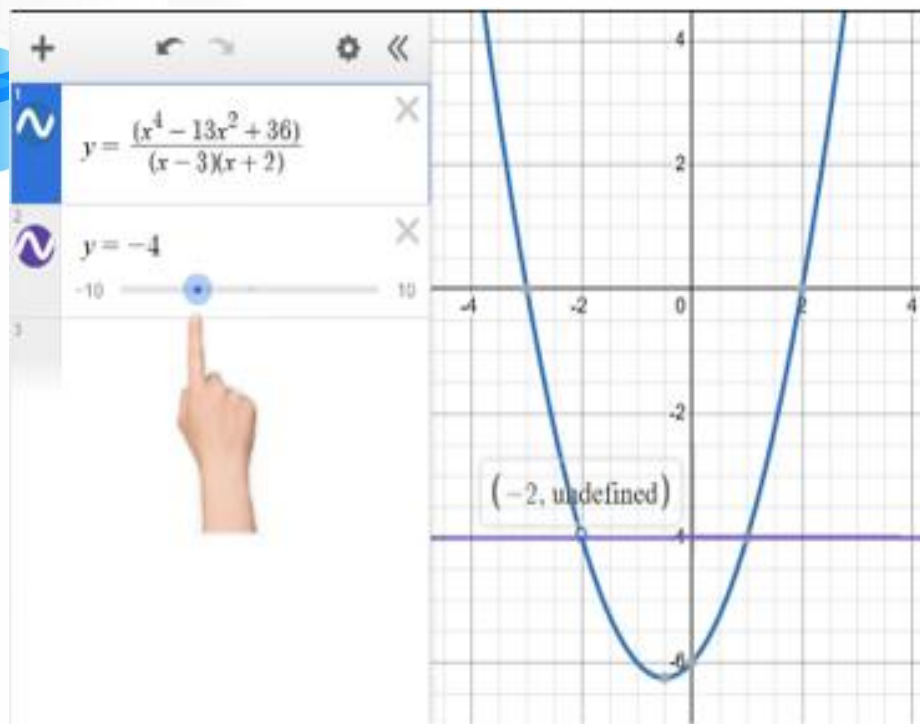 1
y = (x⁴ − 13x² + 36) / (x − 3)(x + 2)
2
y = −4
-10 10
3
4
2
-4 -2 0 2 4
-2
(−2, undefined)
-4
-6